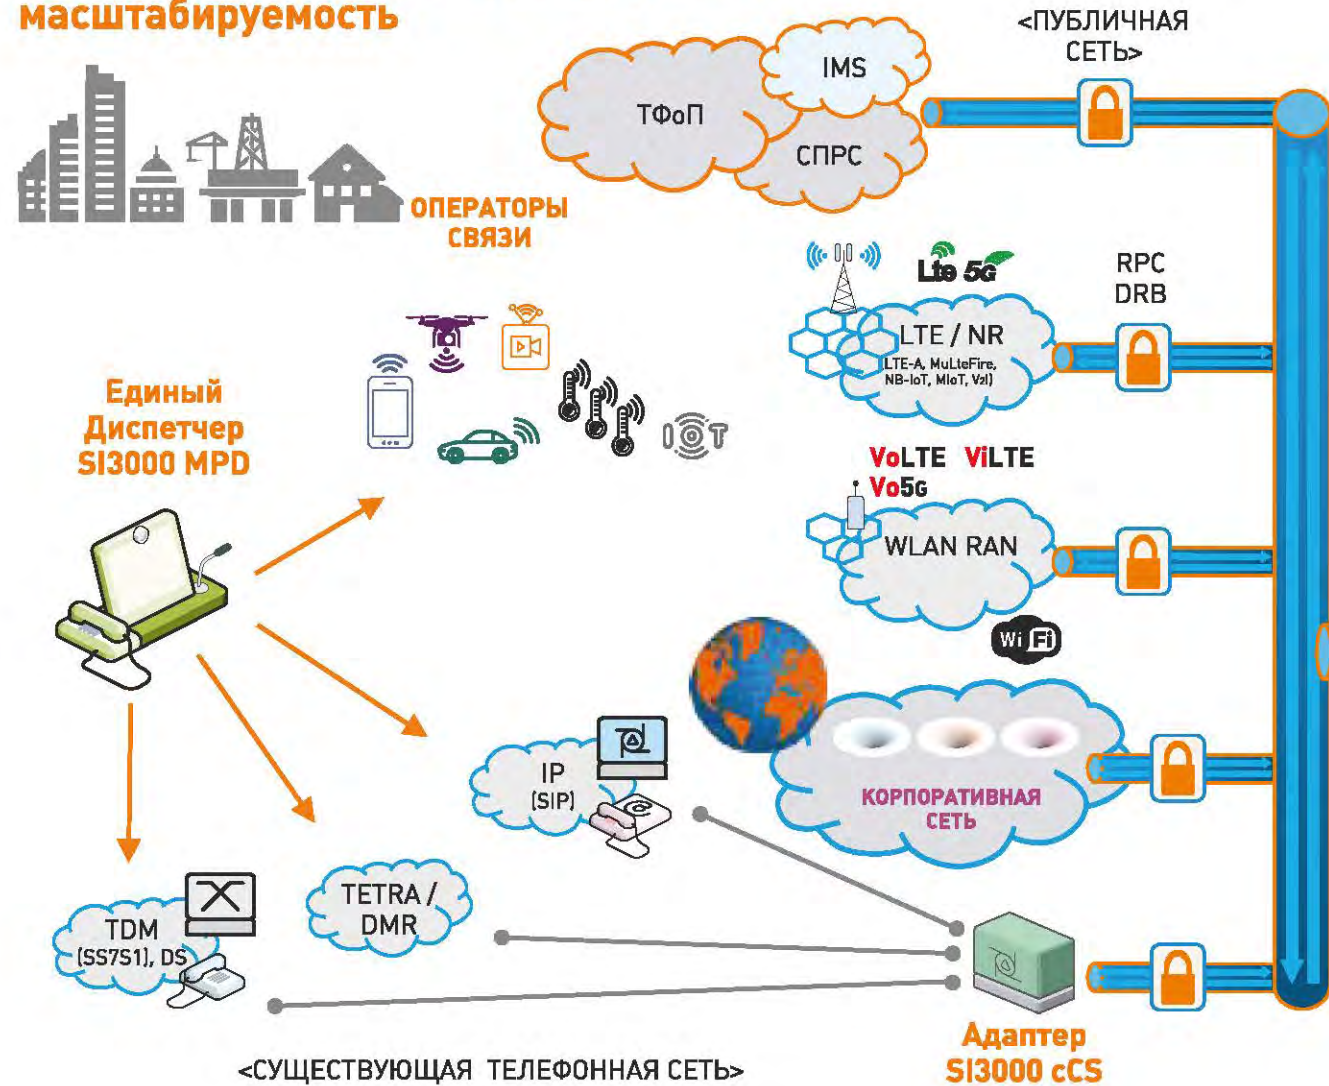 масштабируемость
<ПУБЛИЧНАЯ
СЕТЬ>
IMS
ТФоП
СПРС
ОПЕРАТОРЫ
СВЯЗИ
Lte 5G
RPC
DRB
LTE / NR
(LTE-A, MuLteFire,
NB-IoT, MIoT, V2I)
Единый
Диспетчер
SI3000 MPD
IOT
VoLTE ViLTE
Vo5G
WLAN RAN
Wi Fi
IP
(SIP)
КОРПОРАТИВНАЯ
СЕТЬ
TETRA /
DMR
TDM
(SS7S1), DS
Адаптер
SI3000 cCS
<СУЩЕСТВУЮЩАЯ ТЕЛЕФОННАЯ СЕТЬ>